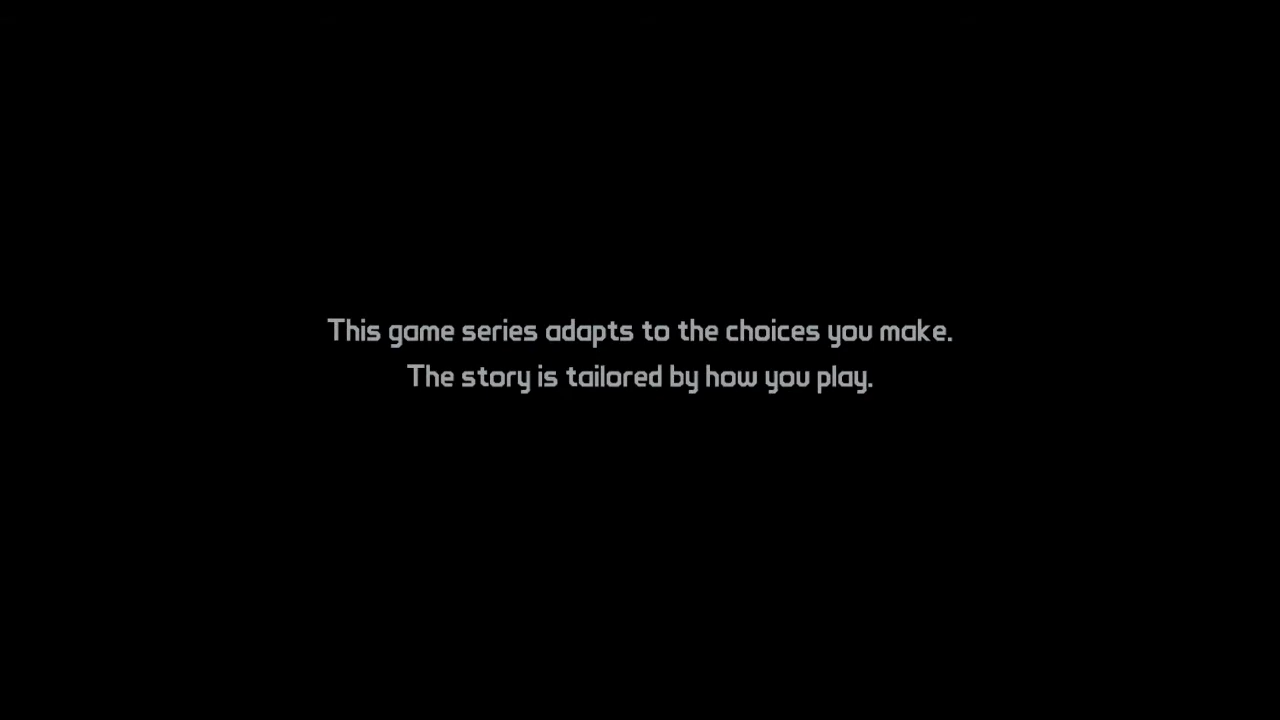 This game series adapts to the choices you make.
The story is tailored by how you play.